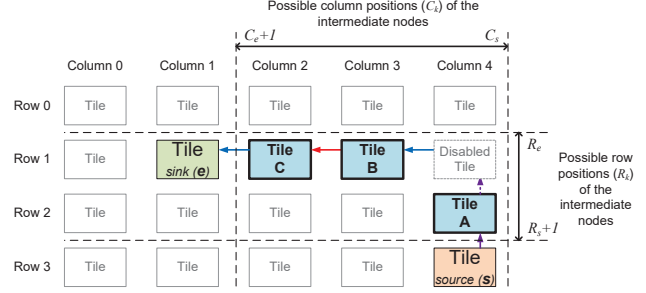 Possible column positions (Ck) of the
intermediate nodes
Ce+1 Cs
Column 0 Column 1 Column 2 Column 3 Column 4
Row 0 Tile Tile Tile Tile Tile
Row 1 Tile Tile sink (e) Tile C Tile B Disabled Tile Re
Possible row
positions (Rk)
of the
intermediate
nodes
Row 2 Tile Tile Tile Tile Tile A Rs+1
Row 3 Tile Tile Tile Tile Tile source (s)